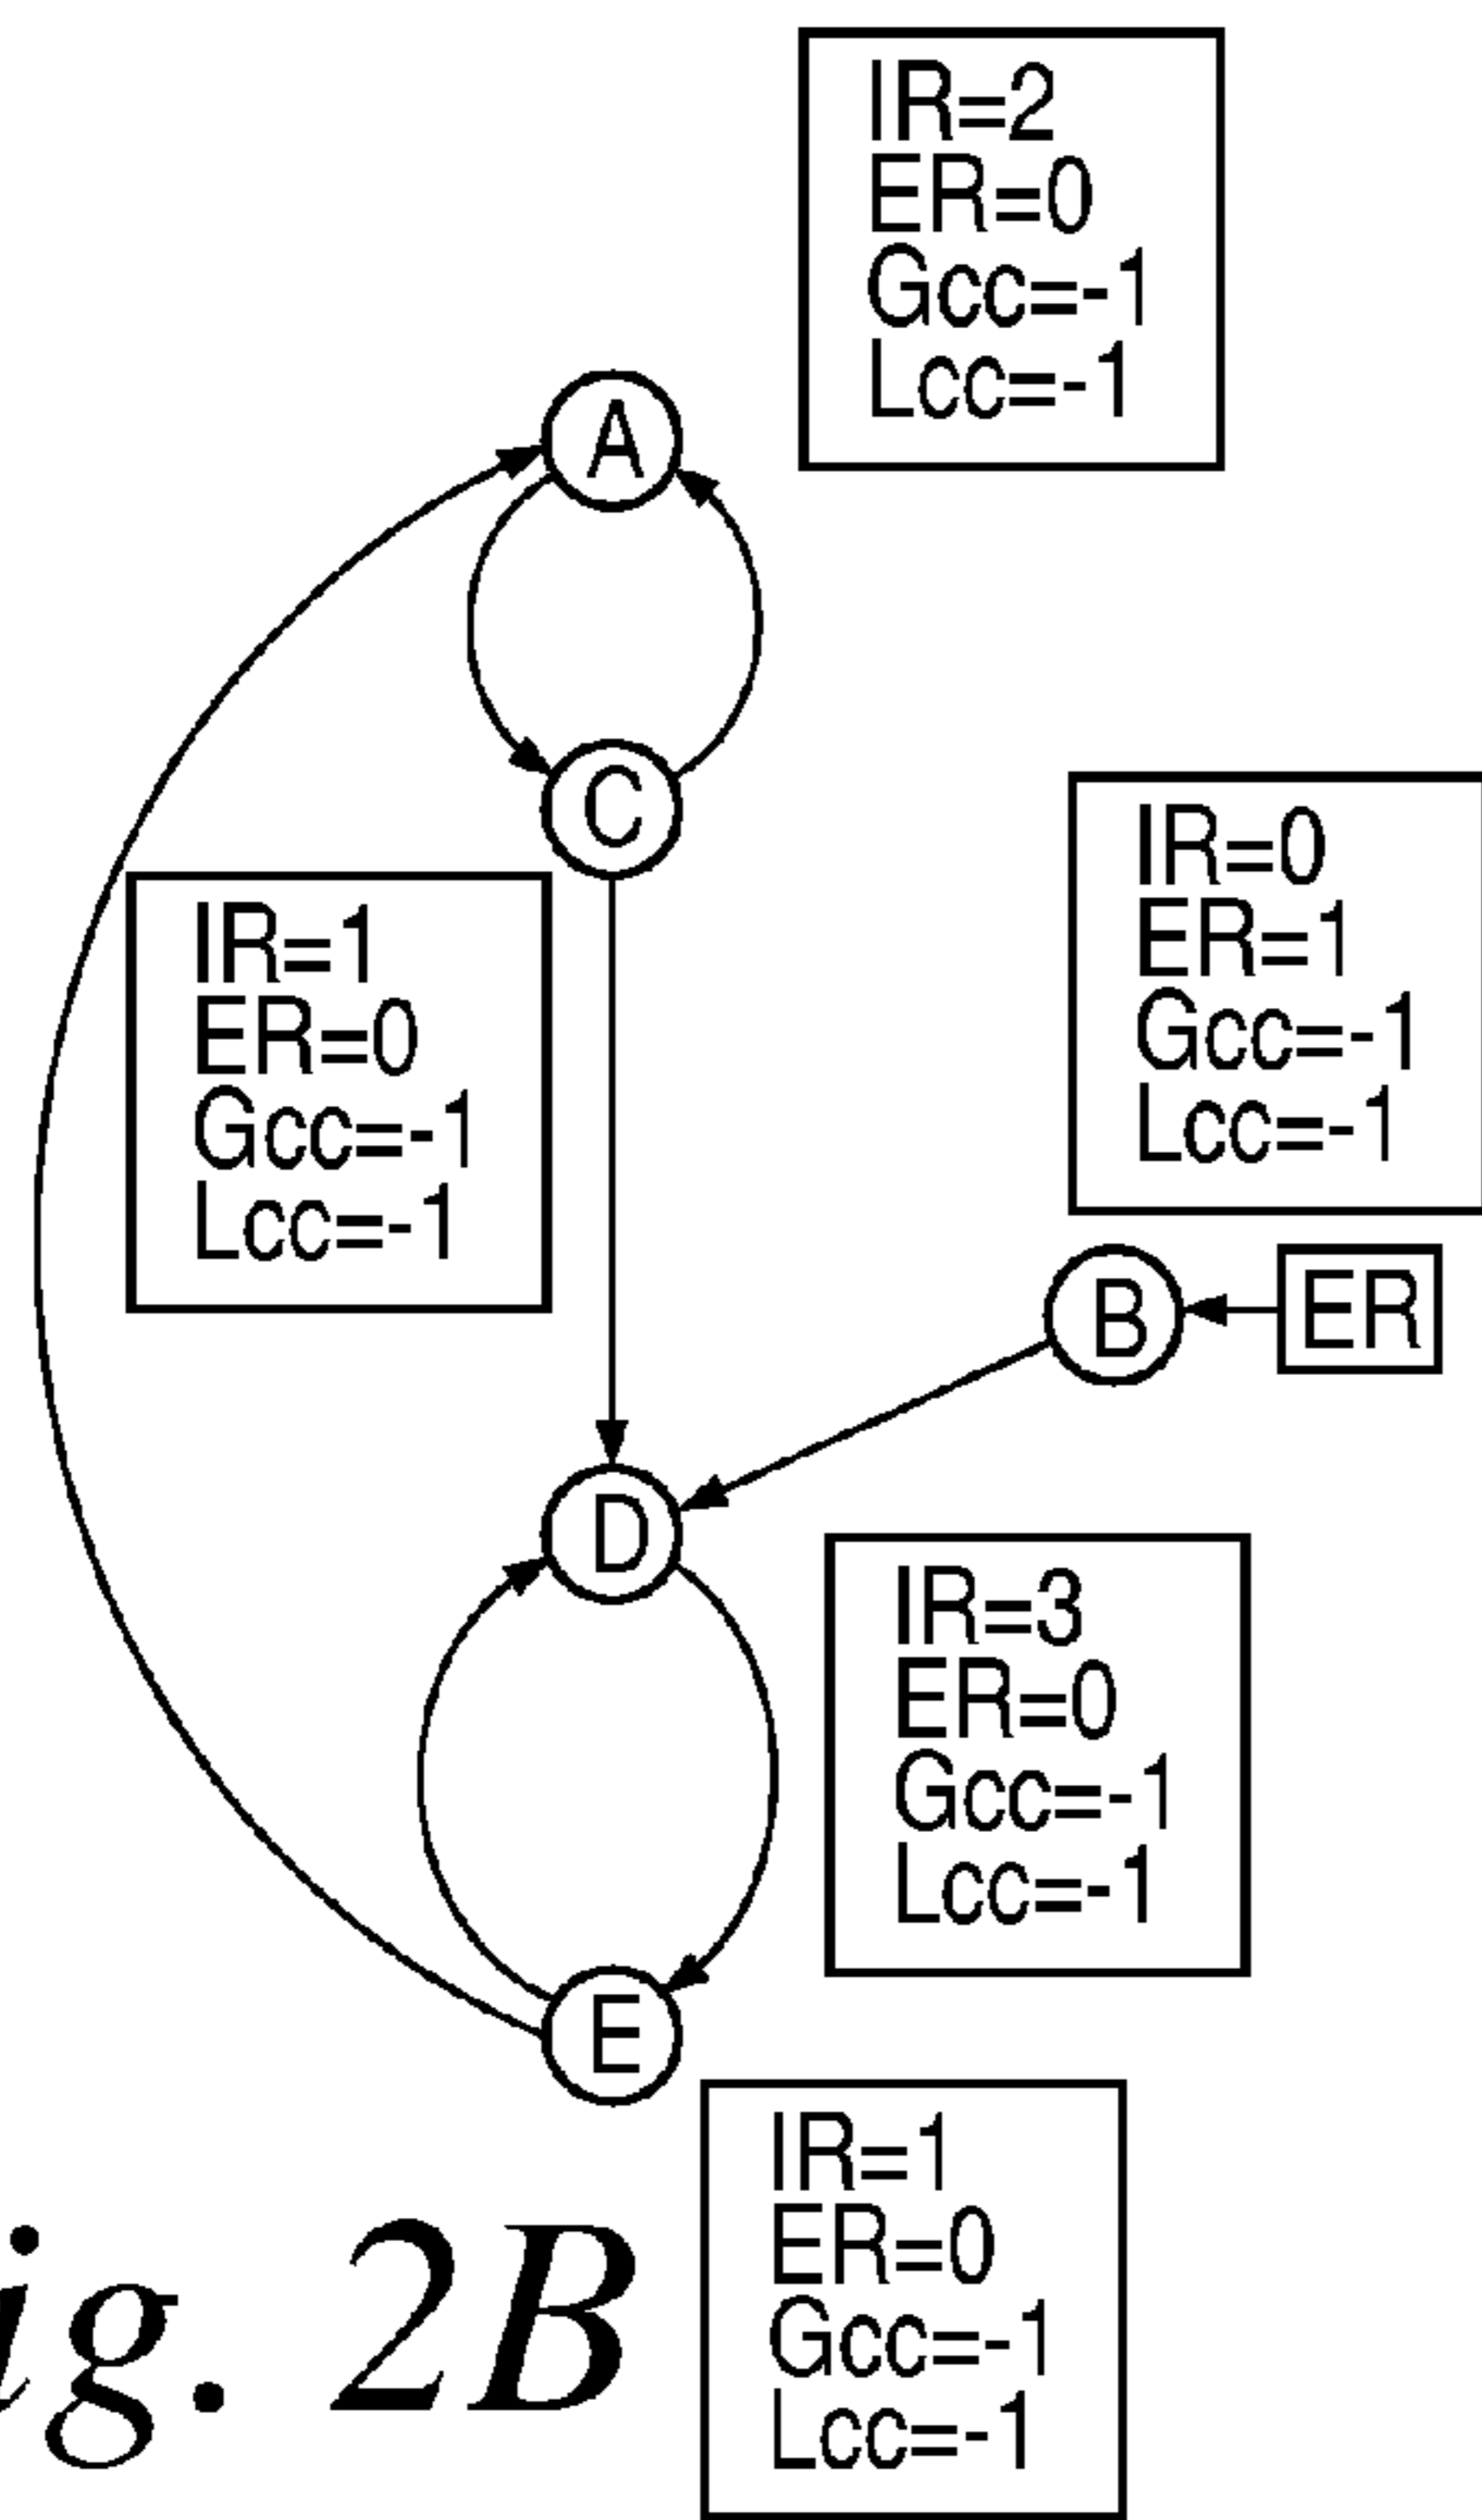 IR=2
ER=0
Gcc=-1
Lcc=-1
A
C
IR=0
ER=1
Gcc=-1
Lcc=-1
IR=1
ER=0
Gcc=-1
Lcc=-1
B
ER
D
IR=3
ER=0
Gcc=-1
Lcc=-1
E
IR=1
ER=0
Gcc=-1
Lcc=-1
ig. 2B